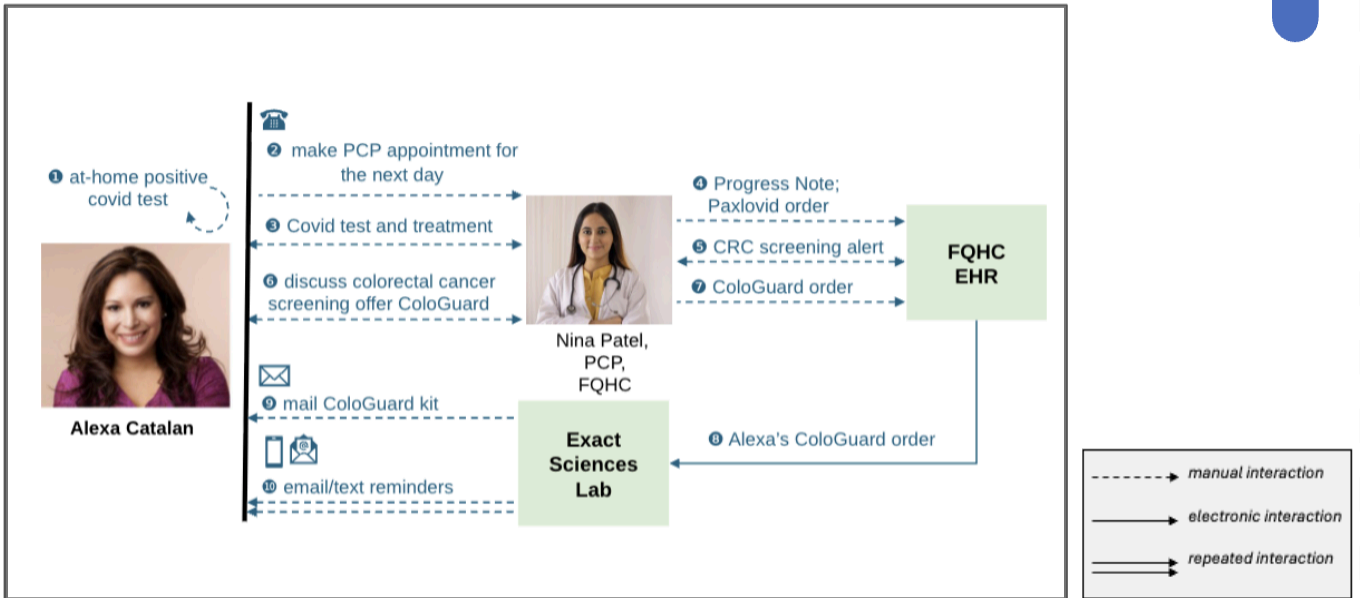 ❶ at-home positive
covid test
Alexa Catalan
❷ make PCP appointment for
the next day
❸ Covid test and treatment
❻ discuss colorectal cancer
screening offer ColoGuard
❾ mail ColoGuard kit
❿ email/text reminders
Nina Patel,
PCP,
FQHC
❹ Progress Note;
Paxlovid order
❺ CRC screening alert
❼ ColoGuard order
FQHC
EHR
❽ Alexa's ColoGuard order
Exact
Sciences
Lab
manual interaction
electronic interaction
repeated interaction